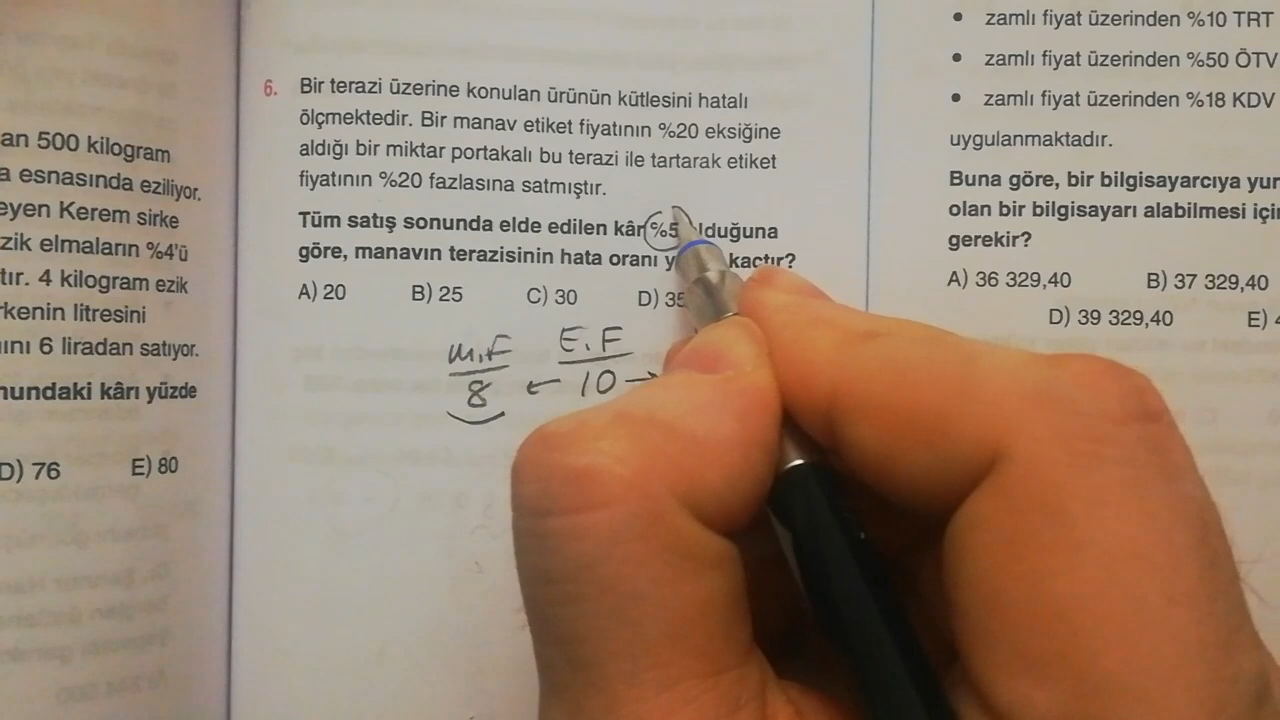 an 500 kilogram
a esnasında eziliyor.
eyen Kerem sirke
zik elmaların %4'ü
tır. 4 kilogram ezik
rkenin litresini
ını 6 liradan satıyor.
nundaki kârı yüzde
D) 76 E) 80
6. Bir terazi üzerine konulan ürünün kütlesini hatalı
ölçmektedir. Bir manav etiket fiyatının %20 eksiğine
aldığı bir miktar portakalı bu terazi ile tartarak etiket
fiyatının %20 fazlasına satmıştır.
Tüm satış sonunda elde edilen kâr %5 lduğuna
göre, manavın terazisinin hata oranı y kaçtır?
A) 20 B) 25 C) 30 D) 35
M.F E.F
8 ← 10 →
• zamlı fiyat üzerinden %10 TRT
• zamlı fiyat üzerinden %50 ÖTV
• zamlı fiyat üzerinden %18 KDV
uygulanmaktadır.
Buna göre, bir bilgisayarcıya yur
olan bir bilgisayarı alabilmesi için
gerekir?
A) 36 329,40 B) 37 329,40
D) 39 329,40 E) 4